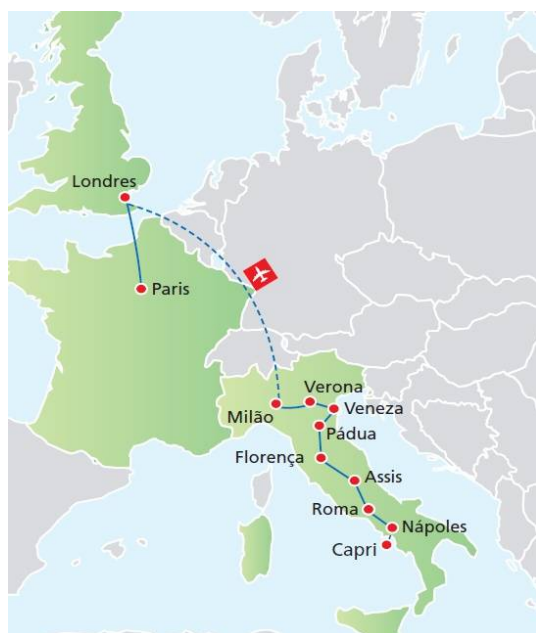 Londres
Paris
Verona
Milão
Veneza
Pádua
Florença
Assis
Roma
Nápoles
Capri